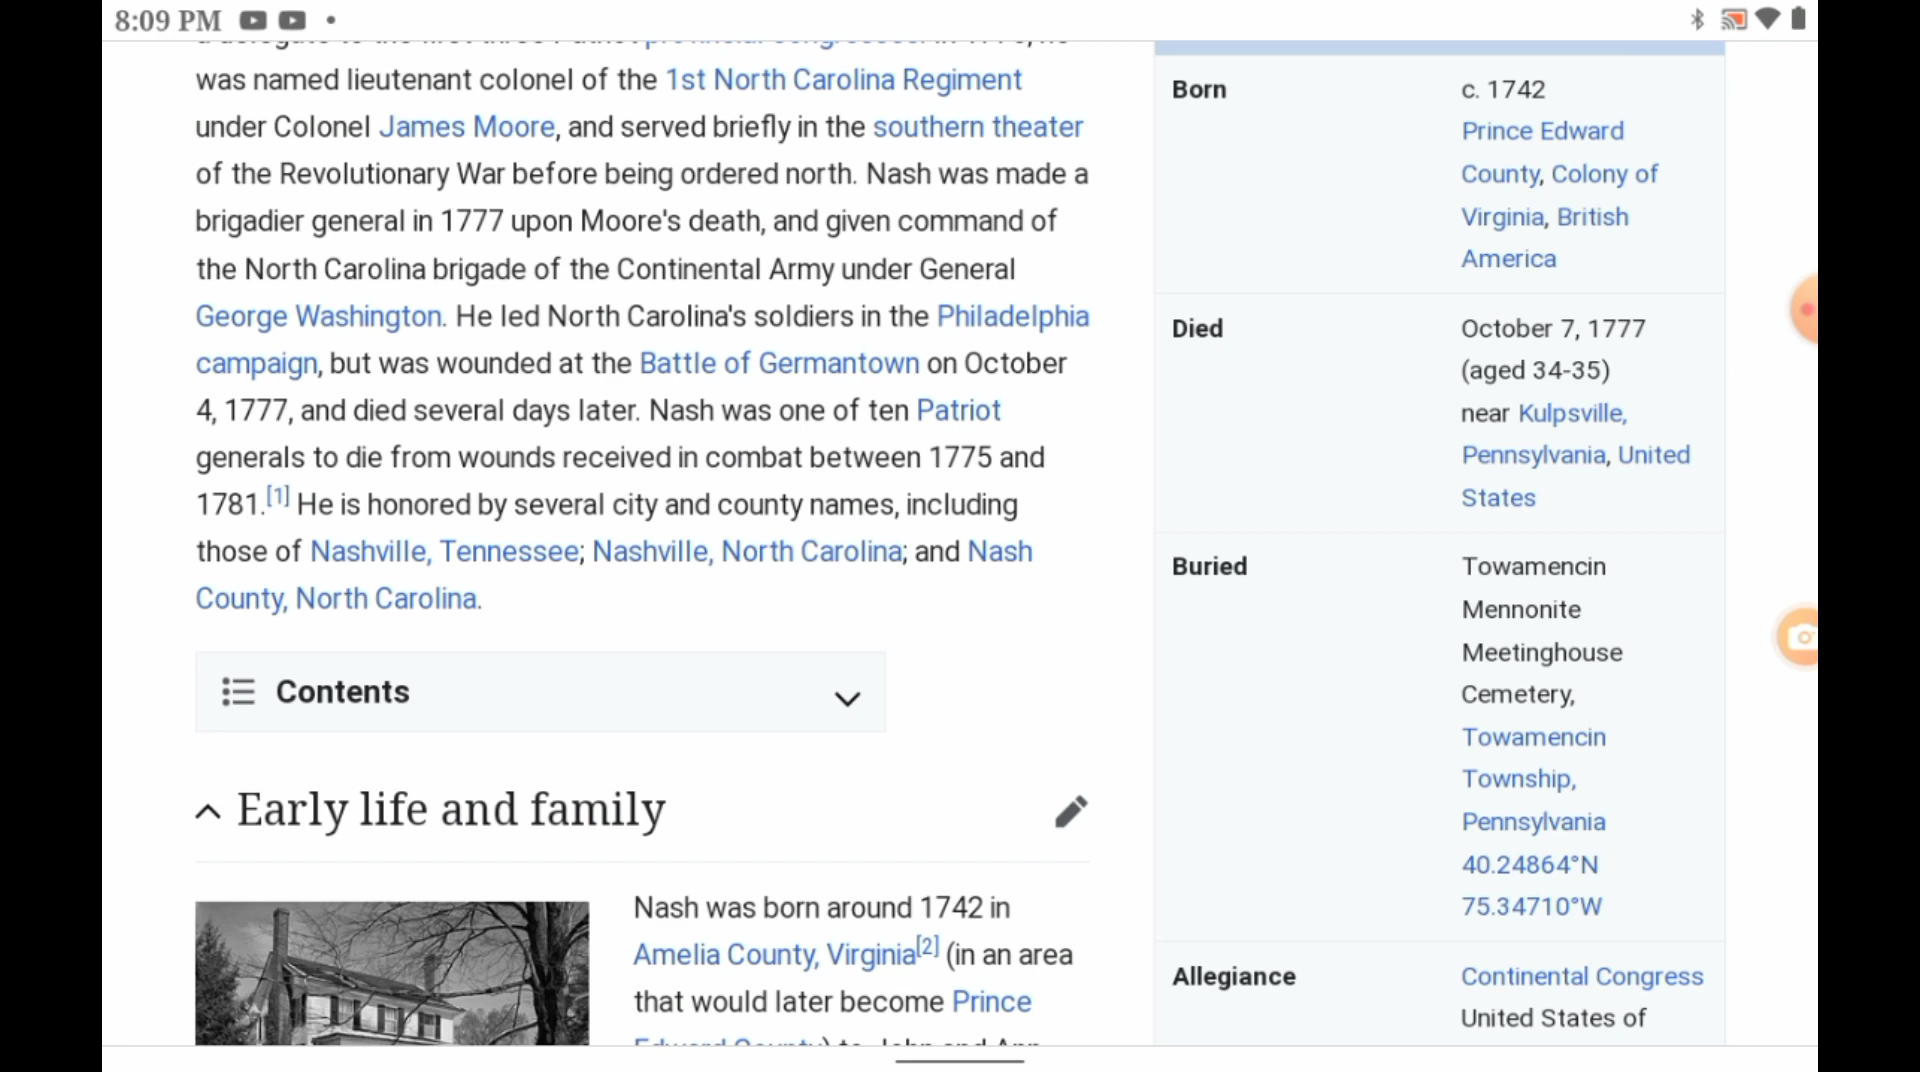 8:09 PM
was named lieutenant colonel of the 1st North Carolina Regiment
under Colonel James Moore, and served briefly in the southern theater
of the Revolutionary War before being ordered north. Nash was made a
brigadier general in 1777 upon Moore's death, and given command of
the North Carolina brigade of the Continental Army under General
George Washington. He led North Carolina's soldiers in the Philadelphia
campaign, but was wounded at the Battle of Germantown on October
4, 1777, and died several days later. Nash was one of ten Patriot
generals to die from wounds received in combat between 1775 and
1781.[1] He is honored by several city and county names, including
those of Nashville, Tennessee; Nashville, North Carolina; and Nash
County, North Carolina.
Contents
Early life and family
Nash was born around 1742 in
Amelia County, Virginia[2] (in an area
that would later become Prince
Edward County) to John and Ann
Born
c. 1742
Prince Edward
County, Colony of
Virginia, British
America
Died
October 7, 1777
(aged 34-35)
near Kulpsville,
Pennsylvania, United
States
Buried
Towamencin
Mennonite
Meetinghouse
Cemetery,
Towamencin
Township,
Pennsylvania
40.24864°N
75.34710°W
Allegiance
Continental Congress
United States of